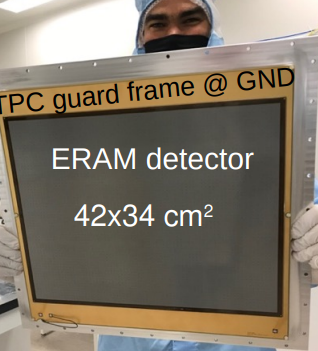 TPC guard frame @ GND
ERAM detector
42x34 cm²